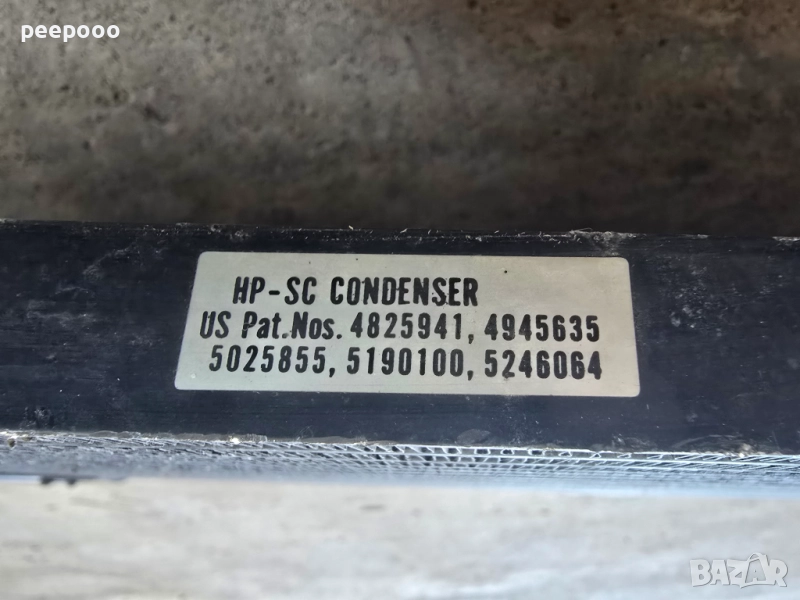 peepooo
HP-SC CONDENSER
US Pat.Nos. 4825941, 4945635
5025855, 5190100, 5246064
BAZAR